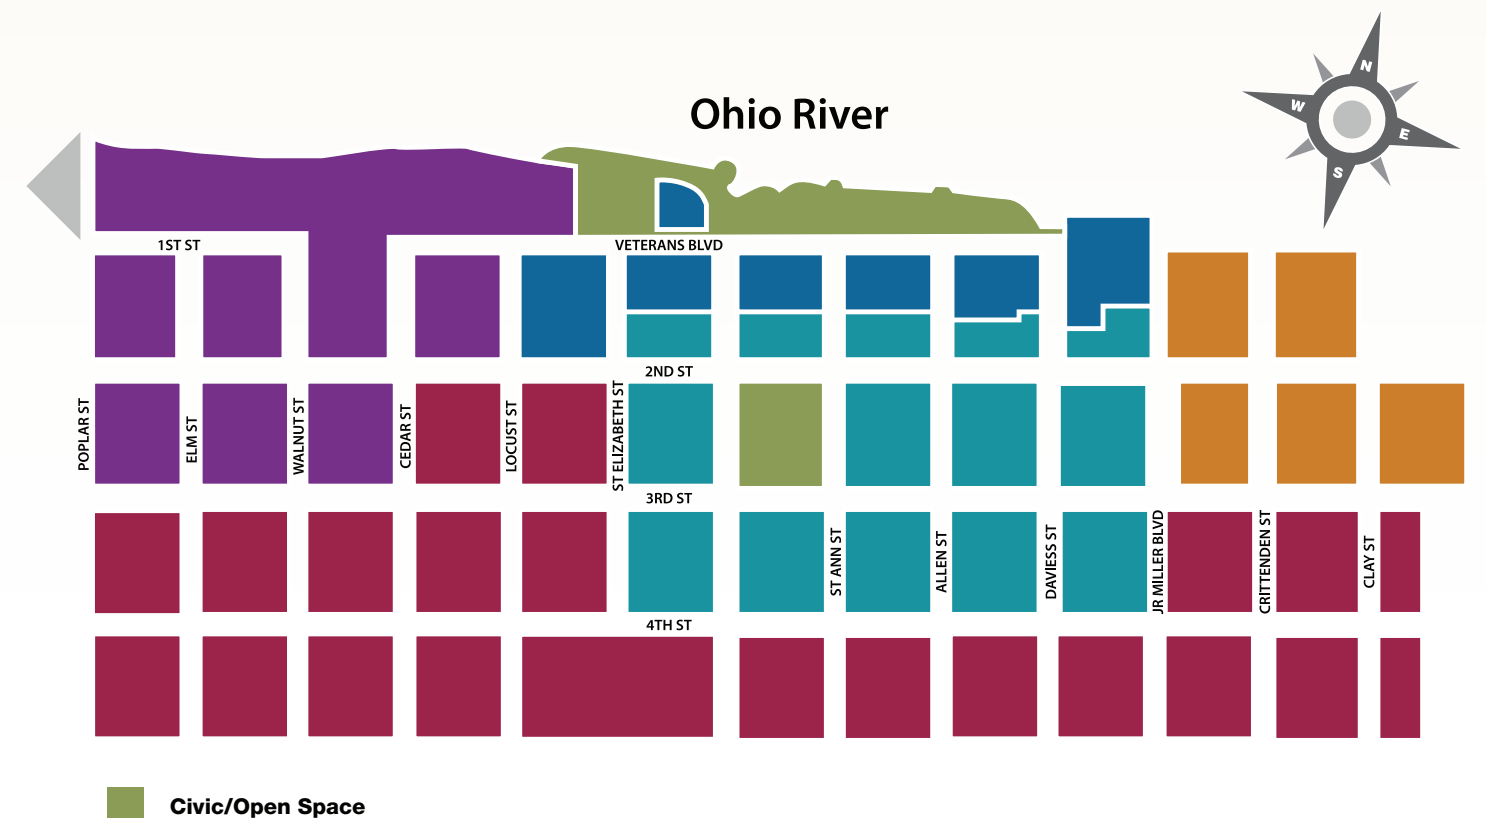 Ohio River
N
W
E
S
1ST ST
VETERANS BLVD
2ND ST
POPLAR ST
ELM ST
WALNUT ST
CEDAR ST
LOCUST ST
ST ELIZABETH ST
3RD ST
ST ANN ST
ALLEN ST
DAVIESS ST
JR MILLER BLVD
CRITTENDEN ST
CLAY ST
4TH ST
Civic/Open Space